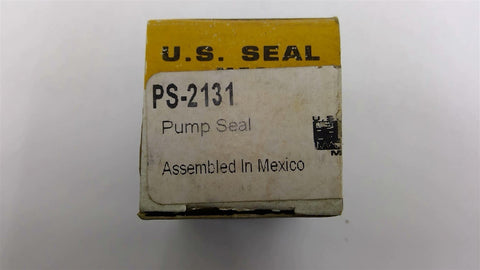 U.S. SEAL
PS-2131
Pump Seal
Assembled In Mexico